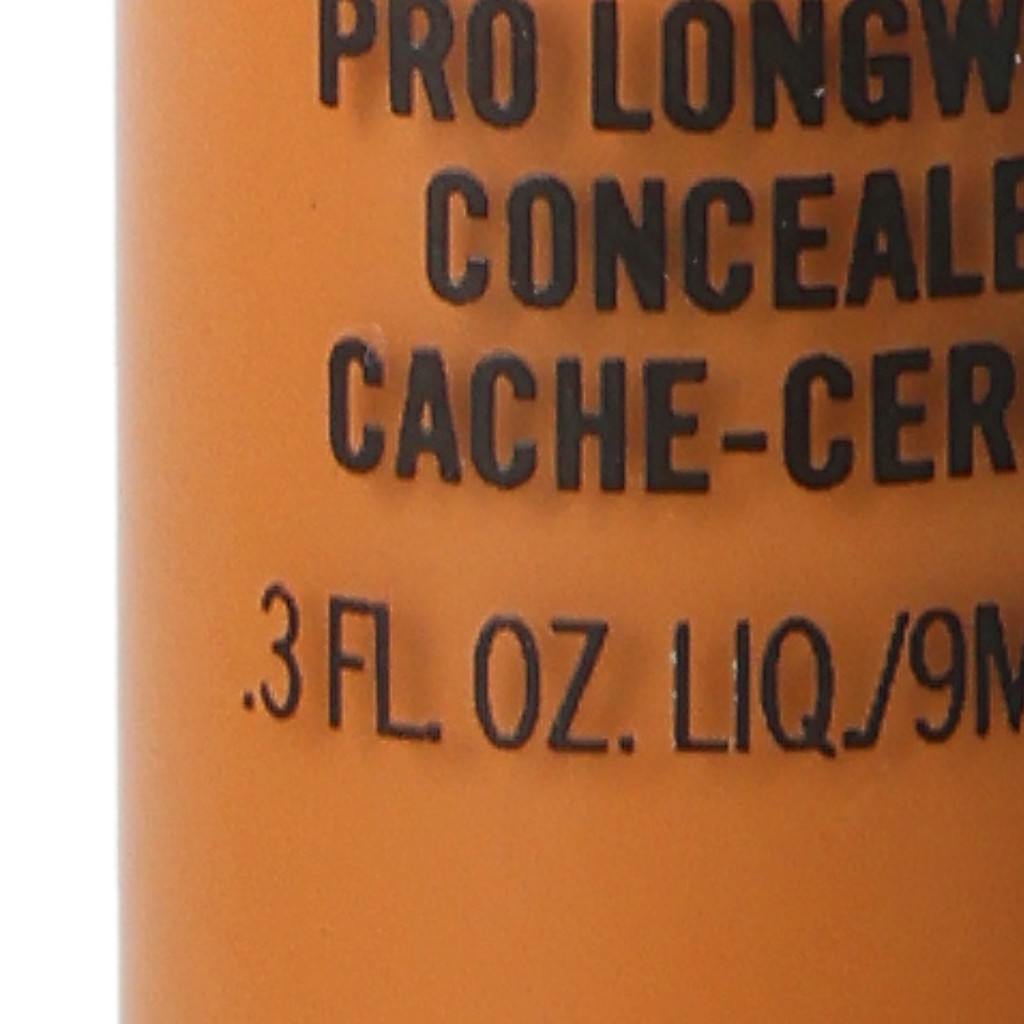 PRO LONGW
CONCEALE
CACHE-CER
.3 FL. OZ. LIQ./9M